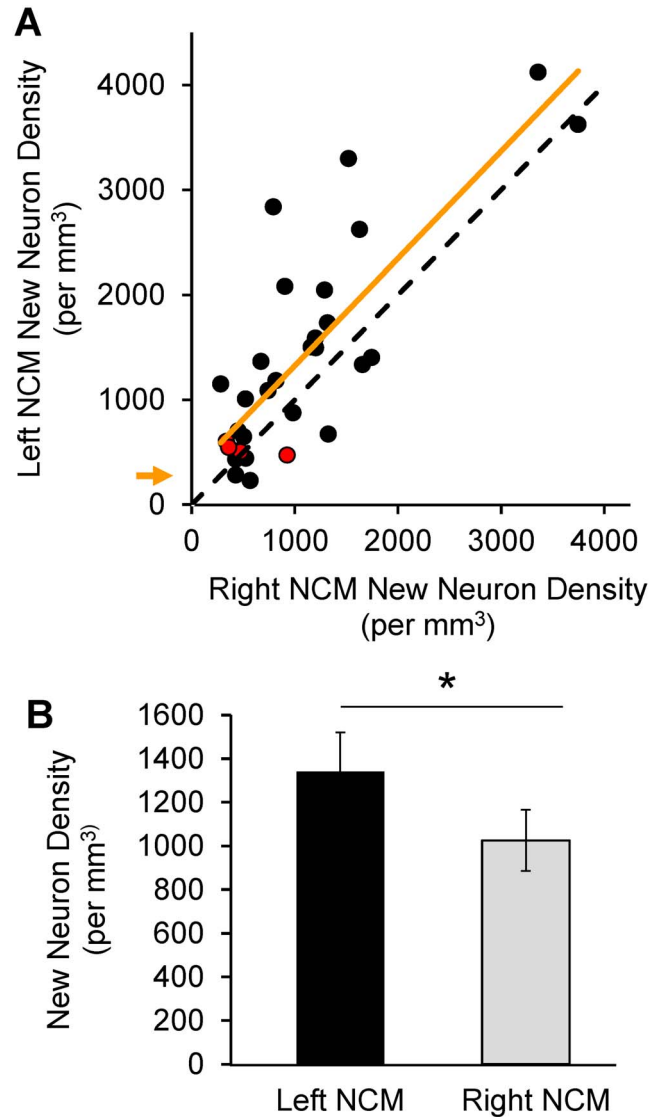 A
Left NCM New Neuron Density
(per mm³)
4000
3000
2000
1000
0
0 1000 2000 3000 4000
Right NCM New Neuron Density
(per mm³)
B
*
New Neuron Density
(per mm³⁾
1600
1400
1200
1000
800
600
400
200
0
Left NCM Right NCM